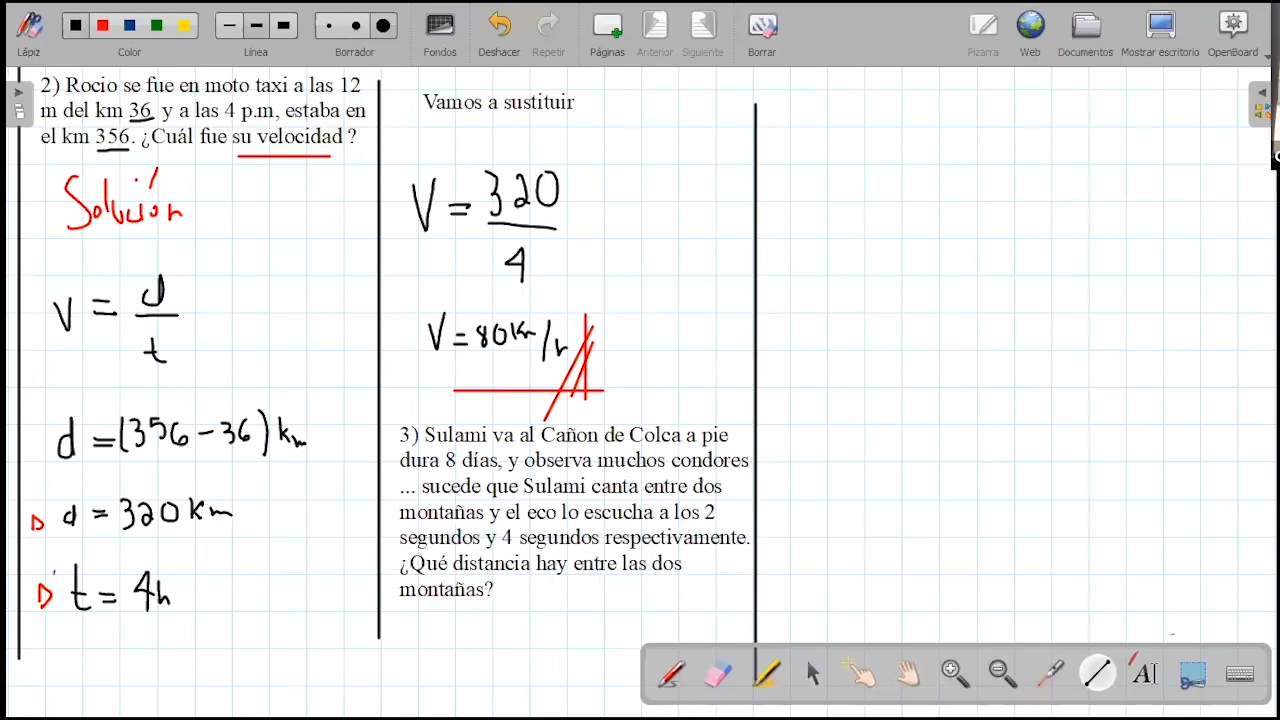 Lápiz
Color
Línea
Borrador
Fondos
Deshacer
Repetir
Páginas
Anterior
Siguiente
Borrar
Pizarra
Web
Documentos
Mostrar escritorio
OpenBoard
2) Rocio se fue en moto taxi a las 12
m del km 36 y a las 4 p.m, estaba en
el km 356. ¿Cuál fue su velocidad ?
Solución
V = d
t
d = (356 - 36) km
d = 320 Km
t = 4h
Vamos a sustituir
V = 320
4
V = 80 Km/h
3) Sulami va al Cañon de Colca a pie
dura 8 días, y observa muchos condores
... sucede que Sulami canta entre dos
montañas y el eco lo escucha a los 2
segundos y 4 segundos respectivamente.
¿Qué distancia hay entre las dos
montañas?